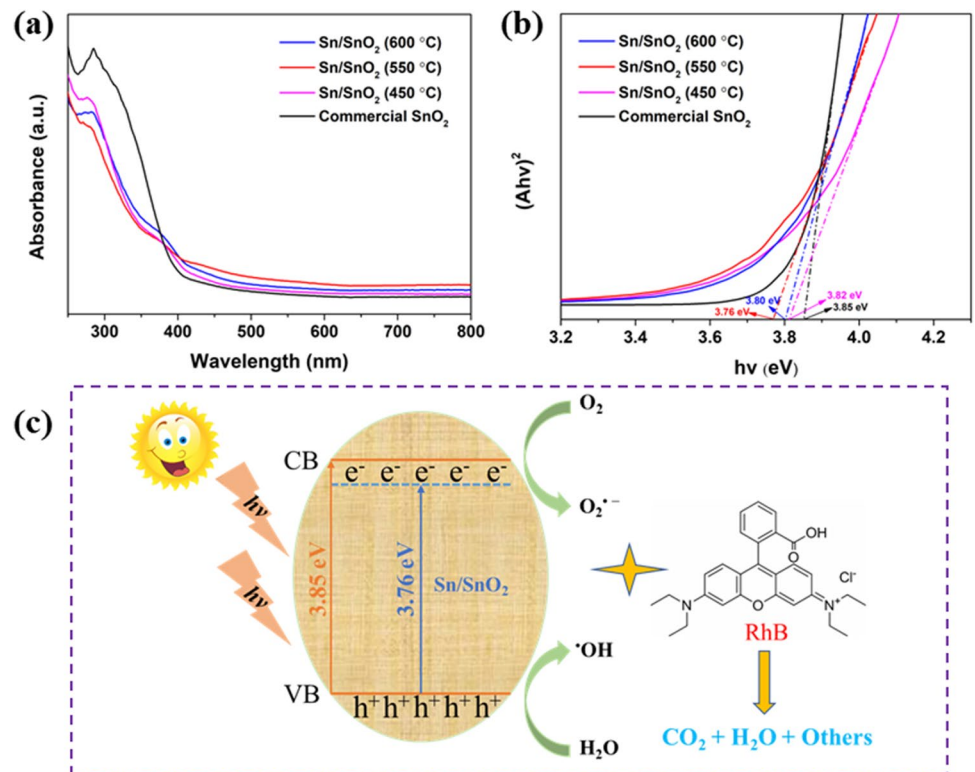 (a)
Absorbance (a.u.)
Sn/SnO₂ (600 °C)
Sn/SnO₂ (550 °C)
Sn/SnO₂ (450 °C)
Commercial SnO₂
300 400 500 600 700 800
Wavelength (nm)
(b)
(Ahv)²
Sn/SnO₂ (600 °C)
Sn/SnO₂ (550 °C)
Sn/SnO₂ (450 °C)
Commercial SnO₂
3.82 eV
3.80 eV
3.76 eV
3.85 eV
3.2 3.4 3.6 3.8 4.0 4.2
hv (eV)
(c)
hv
hv
CB
e⁻ e⁻ e⁻ e⁻ e⁻
3.85 eV
3.76 eV
Sn/SnO₂
VB
h⁺ h⁺ h⁺ h⁺ h⁺
O₂
O₂•⁻
•OH
H₂O
OH
O
Cl⁻
N
O
N⁺
RhB
CO₂ + H₂O + Others